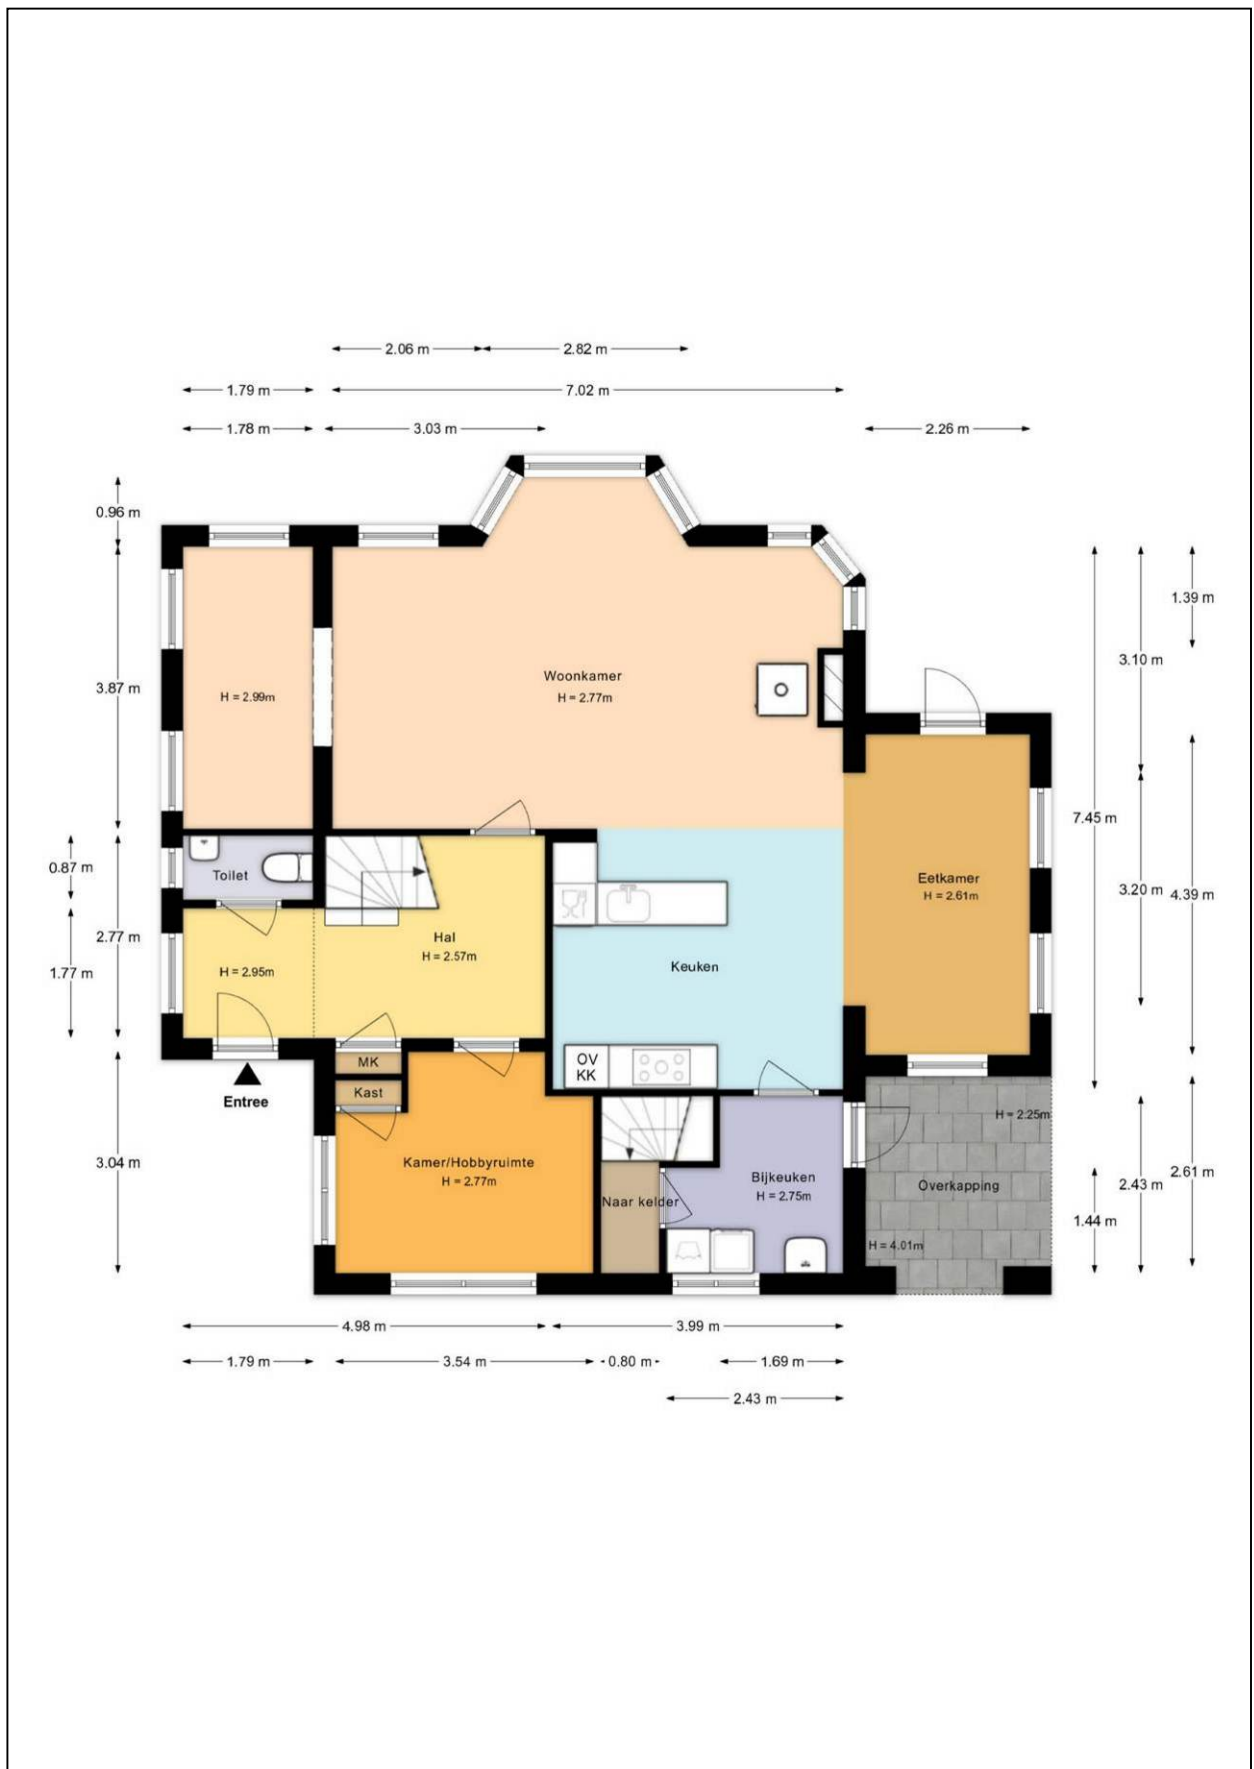 2.06 m
2.82 m
1.79 m
7.02 m
1.78 m
3.03 m
2.26 m
0.96 m
1.39 m
3.10 m
3.87 m
H = 2.99m
Woonkamer
H = 2.77m
7.45 m
0.87 m
Toilet
Eetkamer
H = 2.61m
3.20 m
4.39 m
2.77 m
1.77 m
Hal
H = 2.57m
H = 2.95m
Keuken
MK
OV
KK
Kast
Entree
H = 2.25m
3.04 m
Kamer/Hobbyruimte
H = 2.77m
Naar kelder
Bijkeuken
H = 2.75m
Overkapping
2.43 m
2.61 m
1.44 m
H = 4.01m
4.98 m
3.99 m
1.79 m
3.54 m
0.80 m
1.69 m
2.43 m